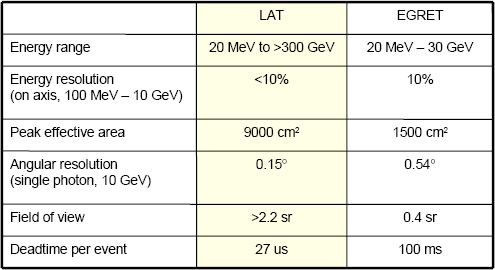 LAT EGRET
Energy range 20 MeV to >300 GeV 20 MeV – 30 GeV
Energy resolution
(on axis, 100 MeV – 10 GeV) <10% 10%
Peak effective area 9000 cm² 1500 cm²
Angular resolution
(single photon, 10 GeV) 0.15° 0.54°
Field of view >2.2 sr 0.4 sr
Deadtime per event 27 us 100 ms